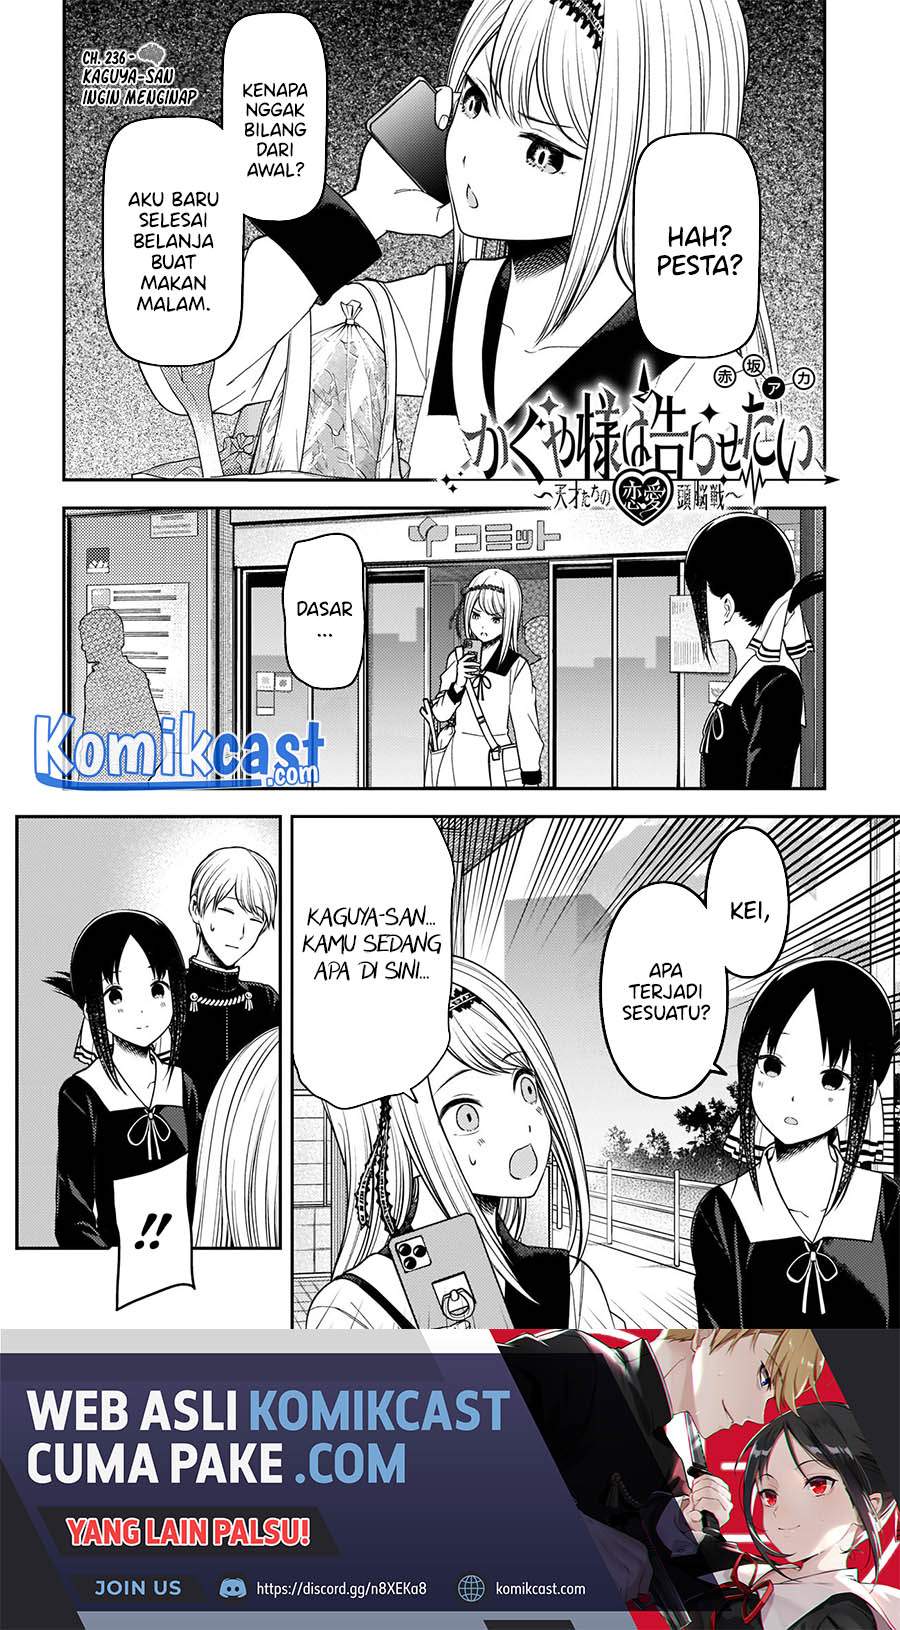 CH. 236 -
KAGUYA-SAN
INGIN MENGINAP
HAH?
PESTA?
KENAPA
NGGAK
BILANG
DARI
AWAL?
AKU BARU
SELESAI
BELANJA
BUAT
MAKAN
MALAM.
赤坂アカ
かぐや様は告らせたい
～天才たちの恋愛頭脳戦～
コミット
DASAR
...
Komikcast
.com
KEI,
APA
TERJADI
SESUATU?
KAGUYA-SAN...
KAMU SEDANG
APA DI SINI...
!!
WEB ASLI KOMIKCAST
CUMA PAKE .COM
YANG LAIN PALSU!
JOIN US
https://discord.gg/n8XEKa8
komikcast.com